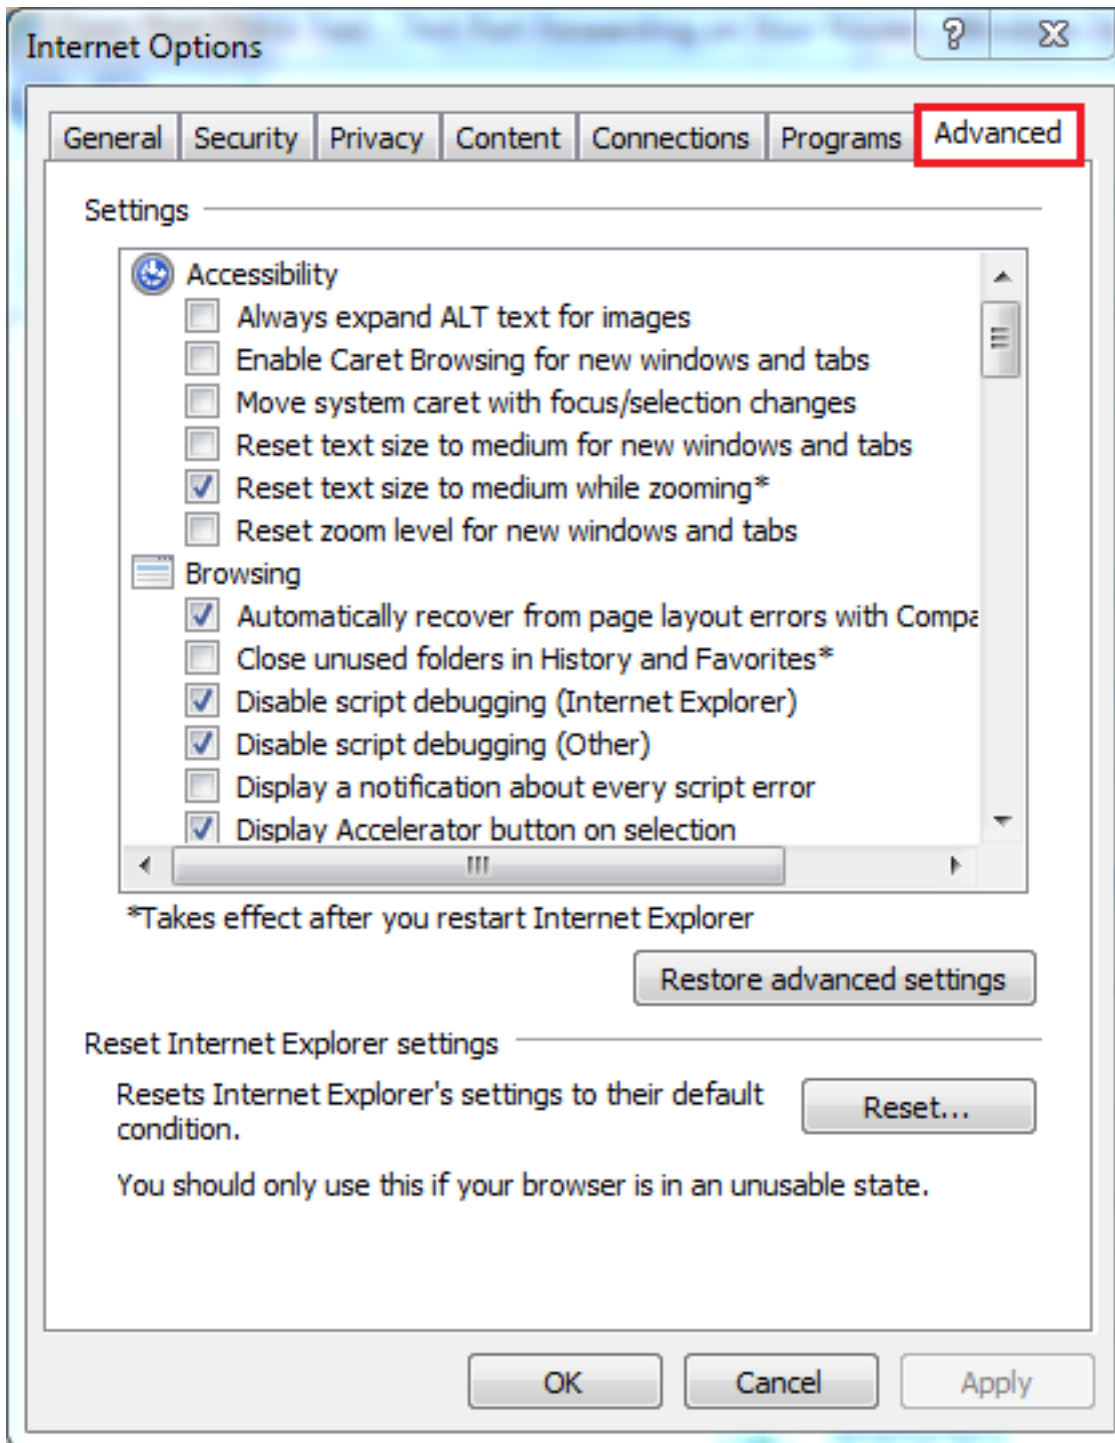 Internet Options
General Security Privacy Content Connections Programs Advanced
Settings
Accessibility
Always expand ALT text for images
Enable Caret Browsing for new windows and tabs
Move system caret with focus/selection changes
Reset text size to medium for new windows and tabs
Reset text size to medium while zooming*
Reset zoom level for new windows and tabs
Browsing
Automatically recover from page layout errors with Compa
Close unused folders in History and Favorites*
Disable script debugging (Internet Explorer)
Disable script debugging (Other)
Display a notification about every script error
Display Accelerator button on selection
*Takes effect after you restart Internet Explorer
Restore advanced settings
Reset Internet Explorer settings
Resets Internet Explorer's settings to their default
condition.
Reset...
You should only use this if your browser is in an unusable state.
OK Cancel Apply